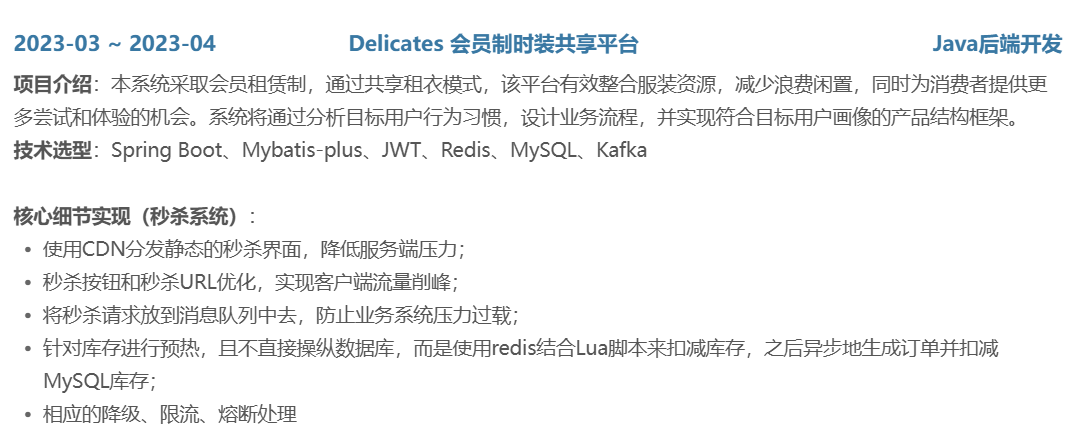 2023-03 ~ 2023-04 Delicates 会员制时装共享平台 Java后端开发
项目介绍：本系统采取会员租赁制，通过共享租衣模式，该平台有效整合服装资源，减少浪费闲置，同时为消费者提供更
多尝试和体验的机会。系统将通过分析目标用户行为习惯，设计业务流程，并实现符合目标用户画像的产品结构框架。
技术选型：Spring Boot、Mybatis-plus、JWT、Redis、MySQL、Kafka
核心细节实现（秒杀系统）：
• 使用CDN分发静态的秒杀界面，降低服务端压力；
• 秒杀按钮和秒杀URL优化，实现客户端流量削峰；
• 将秒杀请求放到消息队列中去，防止业务系统压力过载；
• 针对库存进行预热，且不直接操纵数据库，而是使用redis结合Lua脚本来扣减库存，之后异步地生成订单并扣减
MySQL库存；
• 相应的降级、限流、熔断处理